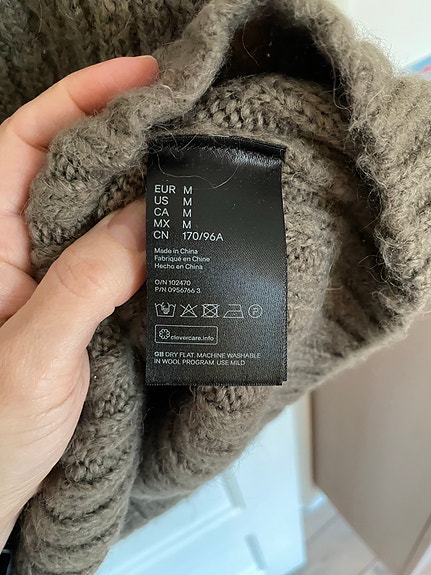 EUR M
US M
CA M
MX M
CN 170/96A
Made in China
Fabriqué en Chine
Hecho en China
O/N 102470
P/N 0956766 3
clevercare.info
GB DRY FLAT. MACHINE WASHABLE
IN WOOL PROGRAM. USE MILD